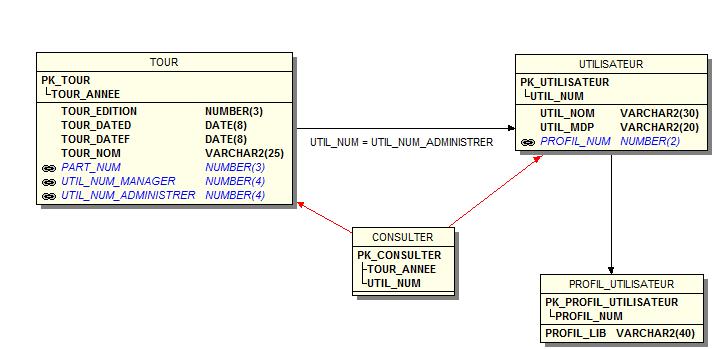 TOUR
PK_TOUR
TOUR_ANNEE
TOUR_EDITION NUMBER(3)
TOUR_DATED DATE(8)
TOUR_DATEF DATE(8)
TOUR_NOM VARCHAR2(25)
PART_NUM NUMBER(3)
UTIL_NUM_MANAGER NUMBER(4)
UTIL_NUM_ADMINISTRER NUMBER(4)
UTIL_NUM = UTIL_NUM_ADMINISTRER
UTILISATEUR
PK_UTILISATEUR
UTIL_NUM
UTIL_NOM VARCHAR2(30)
UTIL_MDP VARCHAR2(20)
PROFIL_NUM NUMBER(2)
CONSULTER
PK_CONSULTER
TOUR_ANNEE
UTIL_NUM
PROFIL_UTILISATEUR
PK_PROFIL_UTILISATEUR
PROFIL_NUM
PROFIL_LIB VARCHAR2(40)